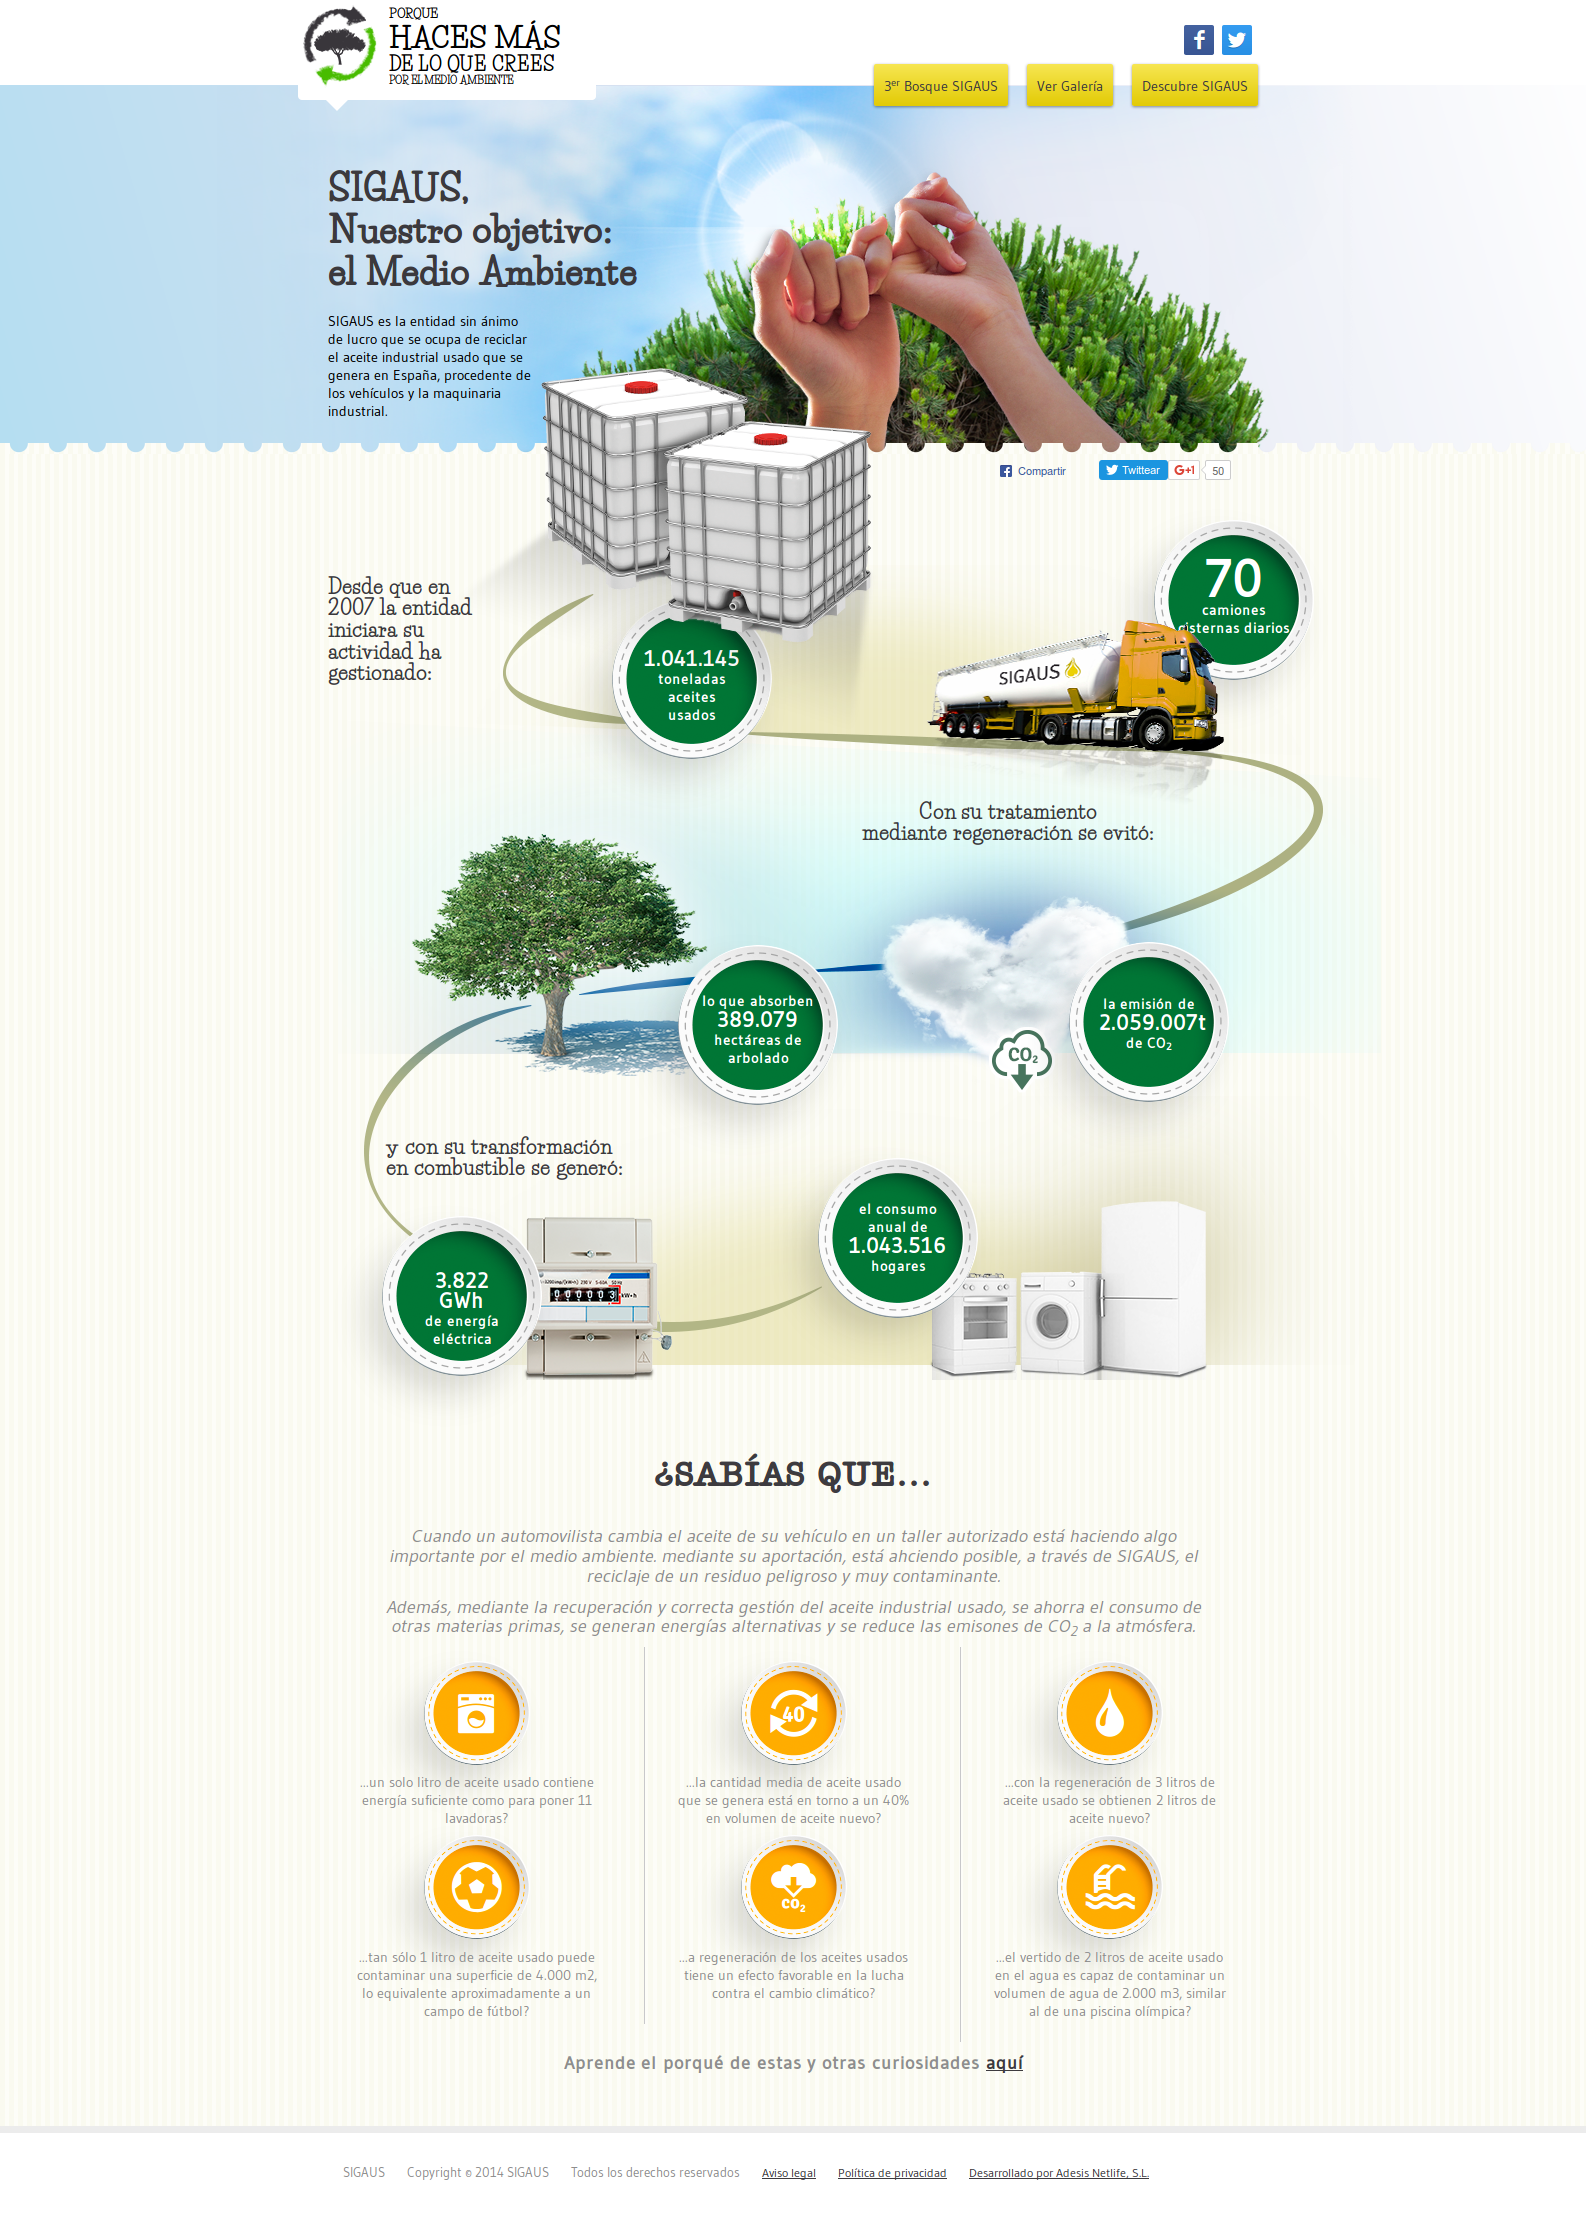 PORQUE
HACES MÁS
DE LO QUE CREES
POR EL MEDIO AMBIENTE
3er Bosque SIGAUS
Ver Galería
Descubre SIGAUS
SIGAUS,
Nuestro objetivo:
el Medio Ambiente
SIGAUS es la entidad sin ánimo
de lucro que se ocupa de reciclar
el aceite industrial usado que se
genera en España, procedente de
los vehículos y la maquinaria
industrial.
Compartir
Twittear
G+1
50
Desde que en
2007 la entidad
iniciara su
actividad ha
gestionado:
1.041.145
toneladas
aceites
usados
70
camiones
cisternas diarios
SIGAUS
Con su tratamiento
mediante regeneración se evitó:
lo que absorben
389.079
hectáreas de
arbolado
la emisión de
2.059.007t
de CO2
CO2
y con su transformación
en combustible se generó:
3.822
GWh
de energía
eléctrica
000003 kW•h
el consumo
anual de
1.043.516
hogares
¿SABÍAS QUE...
Cuando un automovilista cambia el aceite de su vehículo en un taller autorizado está haciendo algo
importante por el medio ambiente. mediante su aportación, está ahciendo posible, a través de SIGAUS, el
reciclaje de un residuo peligroso y muy contaminante.
Además, mediante la recuperación y correcta gestión del aceite industrial usado, se ahorra el consumo de
otras materias primas, se generan energías alternativas y se reduce las emisones de CO2 a la atmósfera.
...un solo litro de aceite usado contiene
energía suficiente como para poner 11
lavadoras?
40
...la cantidad media de aceite usado
que se genera está en torno a un 40%
en volumen de aceite nuevo?
...con la regeneración de 3 litros de
aceite usado se obtienen 2 litros de
aceite nuevo?
...tan sólo 1 litro de aceite usado puede
contaminar una superficie de 4.000 m2,
lo equivalente aproximadamente a un
campo de fútbol?
CO2
...a regeneración de los aceites usados
tiene un efecto favorable en la lucha
contra el cambio climático?
...el vertido de 2 litros de aceite usado
en el agua es capaz de contaminar un
volumen de agua de 2.000 m3, similar
al de una piscina olímpica?
Aprende el porqué de estas y otras curiosidades aquí
SIGAUS Copyright © 2014 SIGAUS Todos los derechos reservados Aviso legal Política de privacidad Desarrollado por Adesis Netlife, S.L.